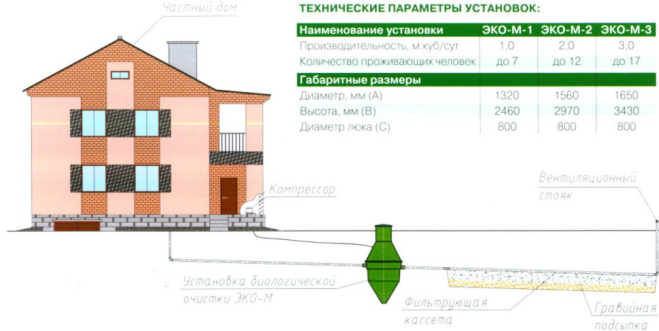 Частный дом
ТЕХНИЧЕСКИЕ ПАРАМЕТРЫ УСТАНОВОК:
Наименование установки ЭКО-М-1 ЭКО-М-2 ЭКО-М-3
Производительность, м.куб/сут 1,0 2,0 3,0
Количество проживающих человек до 7 до 12 до 17
Габаритные размеры
Диаметр, мм (А) 1320 1560 1650
Высота, мм (В) 2460 2970 3430
Диаметр люка (С) 800 800 800
Компрессор
Вентиляционный
стояк
Установка биологической
очистки ЭКО-М
Фильтрующая
кассета
Гравийная
подсыпка